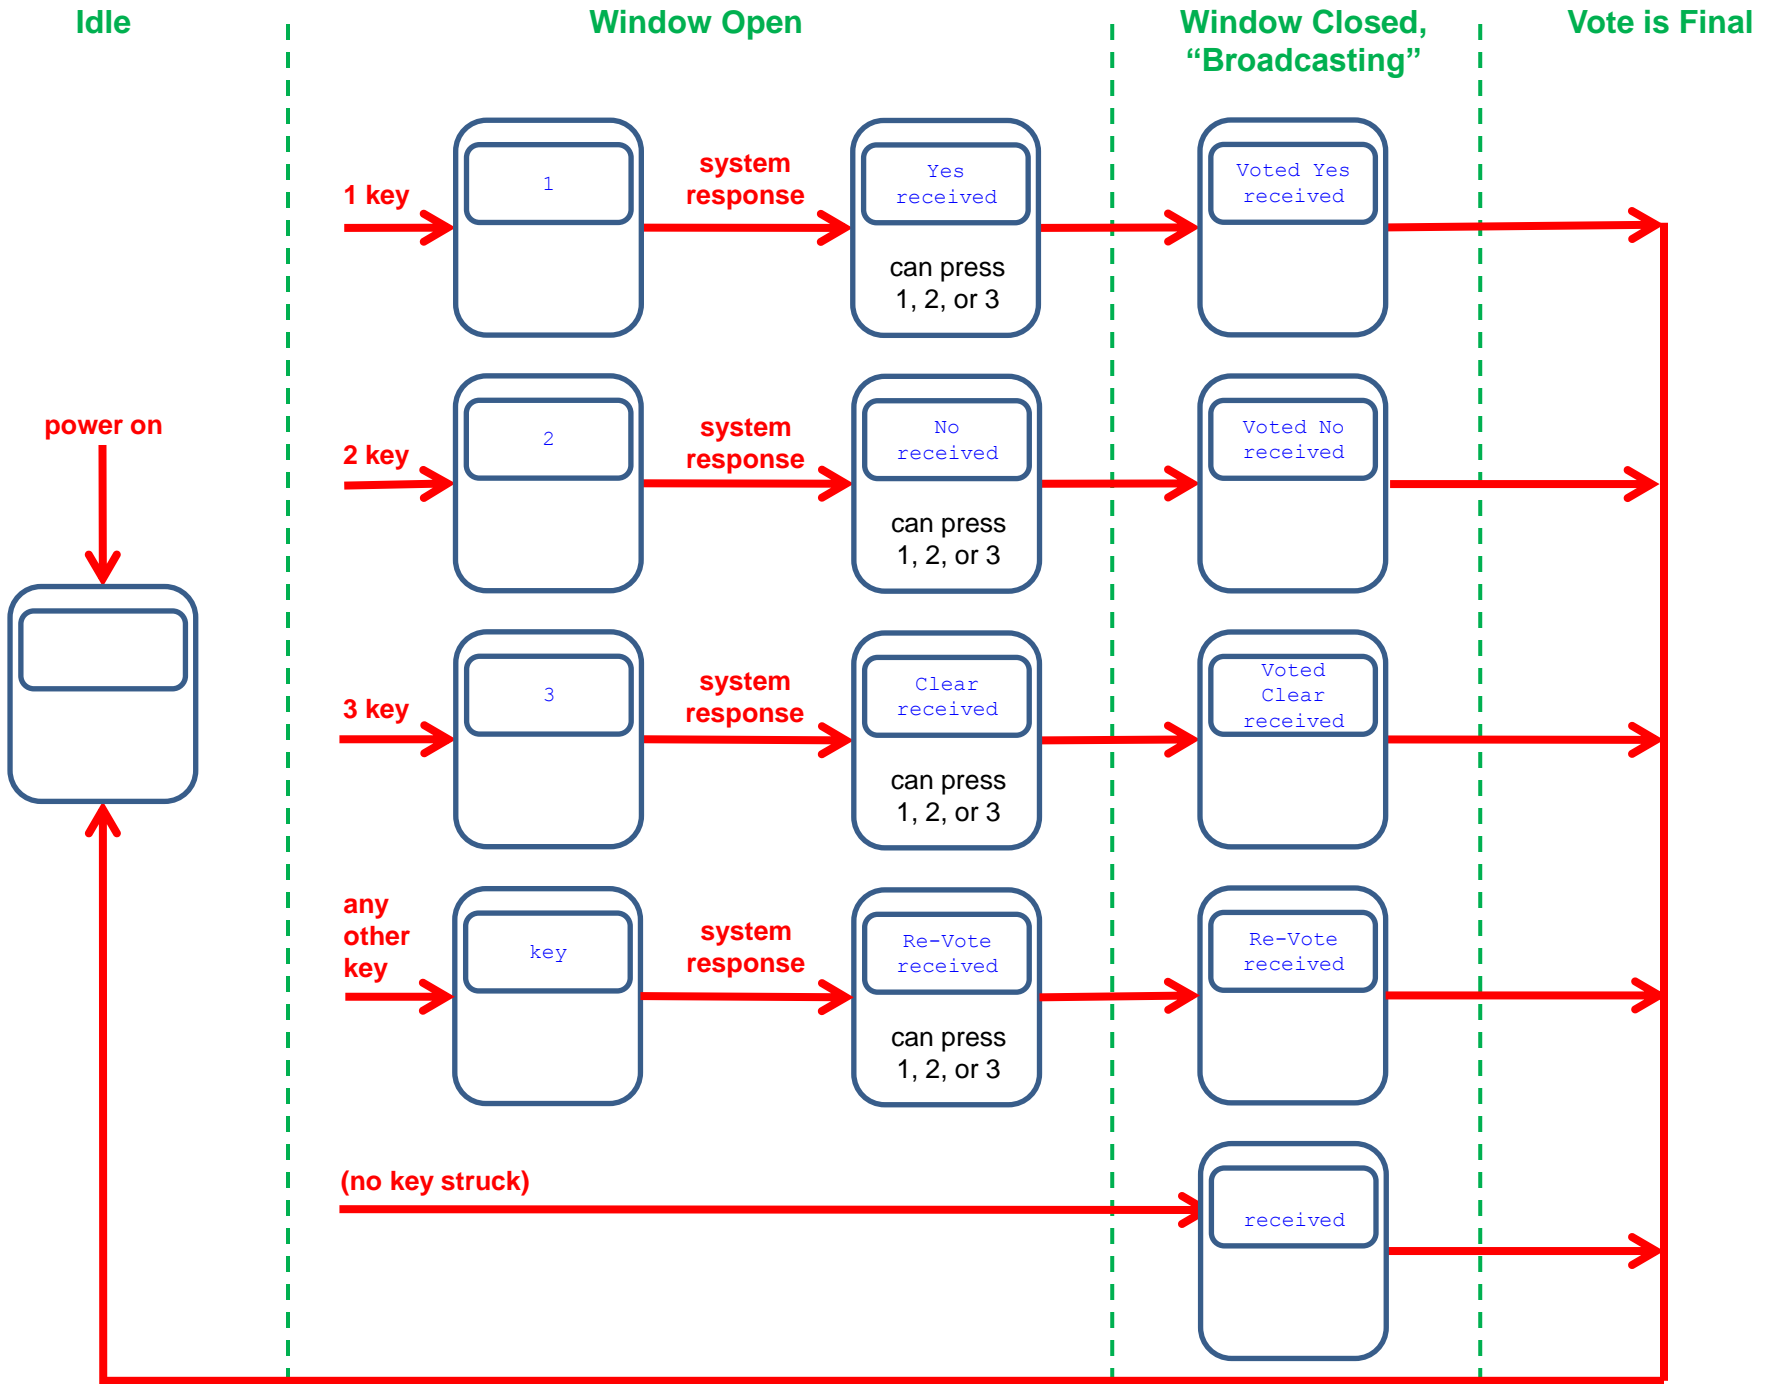 Idle
Window Open
Window Closed,
“Broadcasting”
Vote is Final
1 key
1
system
response
Yes
received
can press
1, 2, or 3
Voted Yes
received
power on
2 key
2
system
response
No
received
can press
1, 2, or 3
Voted No
received
3 key
3
system
response
Clear
received
can press
1, 2, or 3
Voted
Clear
received
any
other
key
key
system
response
Re-Vote
received
can press
1, 2, or 3
Re-Vote
received
(no key struck)
received